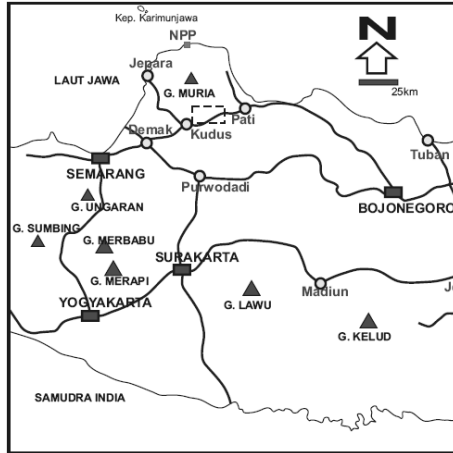 Kep. Karimunjawa
NPP
N
Jepara
LAUT JAWA
G. MURIA
25km
Pati
Demak
Kudus
Tuban
SEMARANG
Purwodadi
G. UNGARAN
BOJONEGORO
G. SUMBING
G. MERBABU
SURAKARTA
G. MERAPI
YOGYAKARTA
G. LAWU
Madiun
G. KELUD
SAMUDRA INDIA